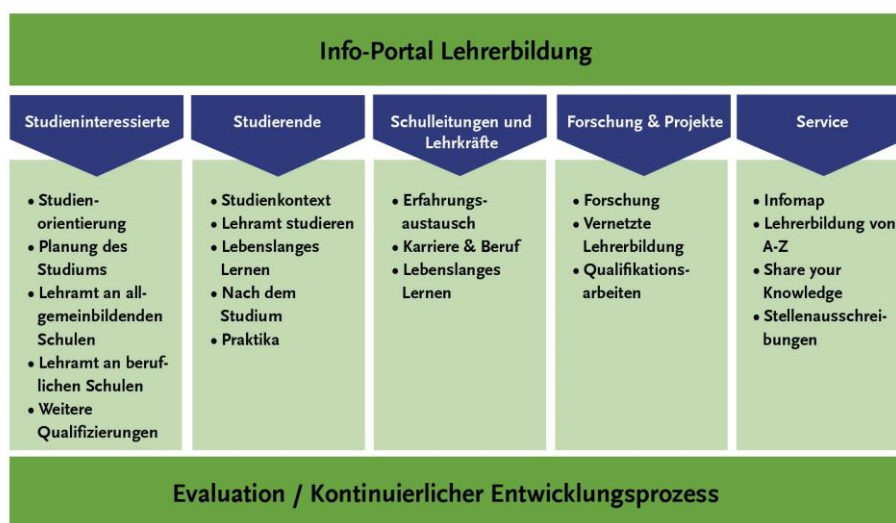 Info-Portal Lehrerbildung
Studieninteressierte
• Studien-
orientierung
• Planung des
Studiums
• Lehramt an all-
gemeinbildenden
Schulen
• Lehramt an beruf-
lichen Schulen
• Weitere
Qualifizierungen
Studierende
• Studienkontext
• Lehramt studieren
• Lebenslanges
Lernen
• Nach dem
Studium
• Praktika
Schulleitungen und
Lehrkräfte
• Erfahrungs-
austausch
• Karriere & Beruf
• Lebenslanges
Lernen
Forschung & Projekte
• Forschung
• Vernetzte
Lehrerbildung
• Qualifikations-
arbeiten
Service
• Infomap
• Lehrerbildung von
A-Z
• Share your
Knowledge
• Stellenausschrei-
bungen
Evaluation / Kontinuierlicher Entwicklungsprozess